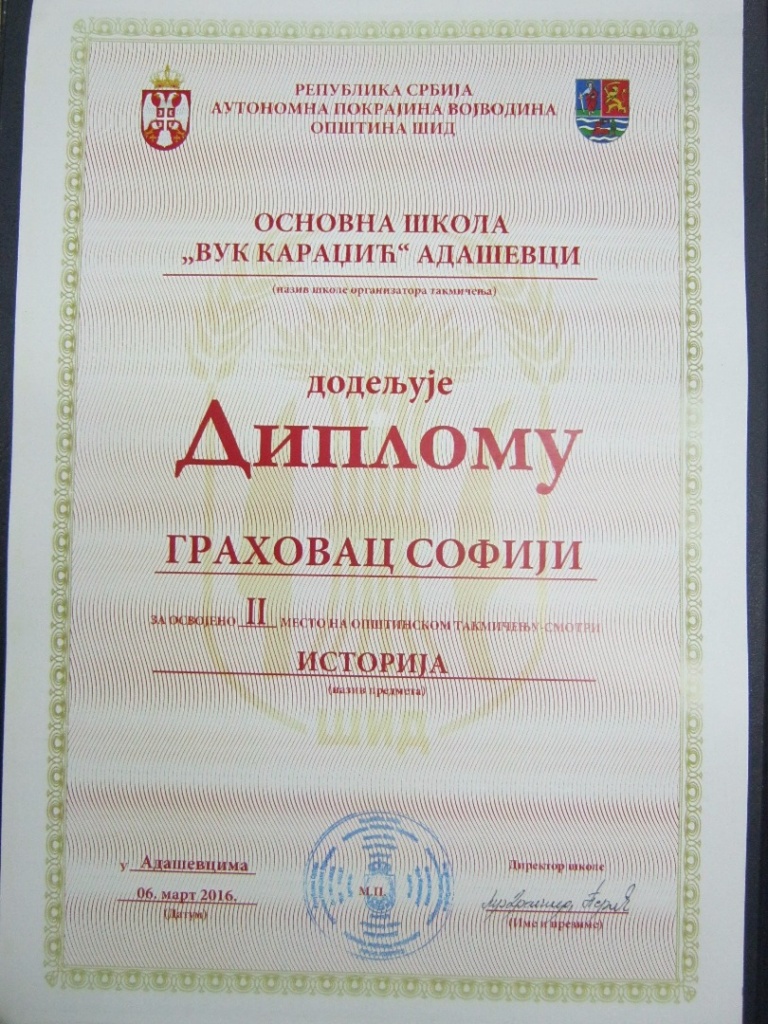 РЕПУБЛИКА СРБИЈА
АУТОНОМНА ПОКРАЈИНА ВОЈВОДИНА
ОПШТИНА ШИД
ОСНОВНА ШКОЛА
„ВУК КАРАЏИЋ“ АДАШЕВЦИ
(назив школе организатора такмичења)
додељује
Диплому
ГРАХОВАЦ СОФИЈИ
ЗА ОСВОЈЕНО II МЕСТО НА ОПШТИНСКОМ ТАКМИЧЕЊУ-СМОТРИ
ИСТОРИЈА
(назив предмета)
ШИД
у Адашевцима
06. март 2016.
(Датум)
М.П.
Директор школе
(Име и презиме)